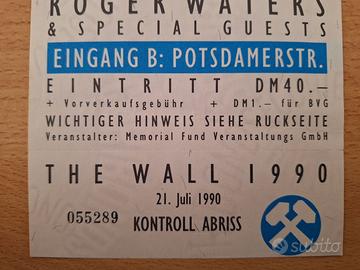 ROGER WATERS
& SPECIAL GUESTS
EINGANG B: POTSDAMERSTR.
EINTRITT DM40.—
+ Vorverkaufsgebühr + DM1.— für BVG
WICHTIGER HINWEIS SIEHE RUCKSEITE
Veranstalter: Memorial Fund Veranstaltungs GmbH
THE WALL 1990
21. Juli 1990
055289 KONTROLL ABRISS
subito